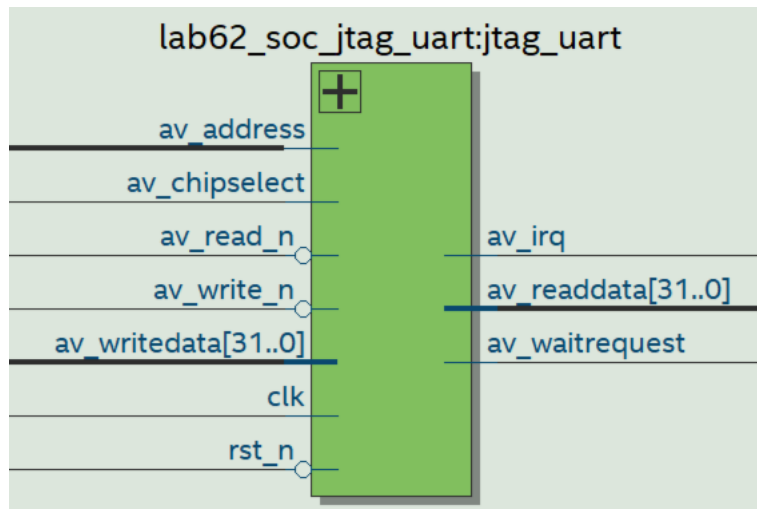 lab62_soc_jtag_uart:jtag_uart
av_address
av_chipselect
av_read_n
av_irq
av_write_n
av_readdata[31..0]
av_writedata[31..0]
av_waitrequest
clk
rst_n